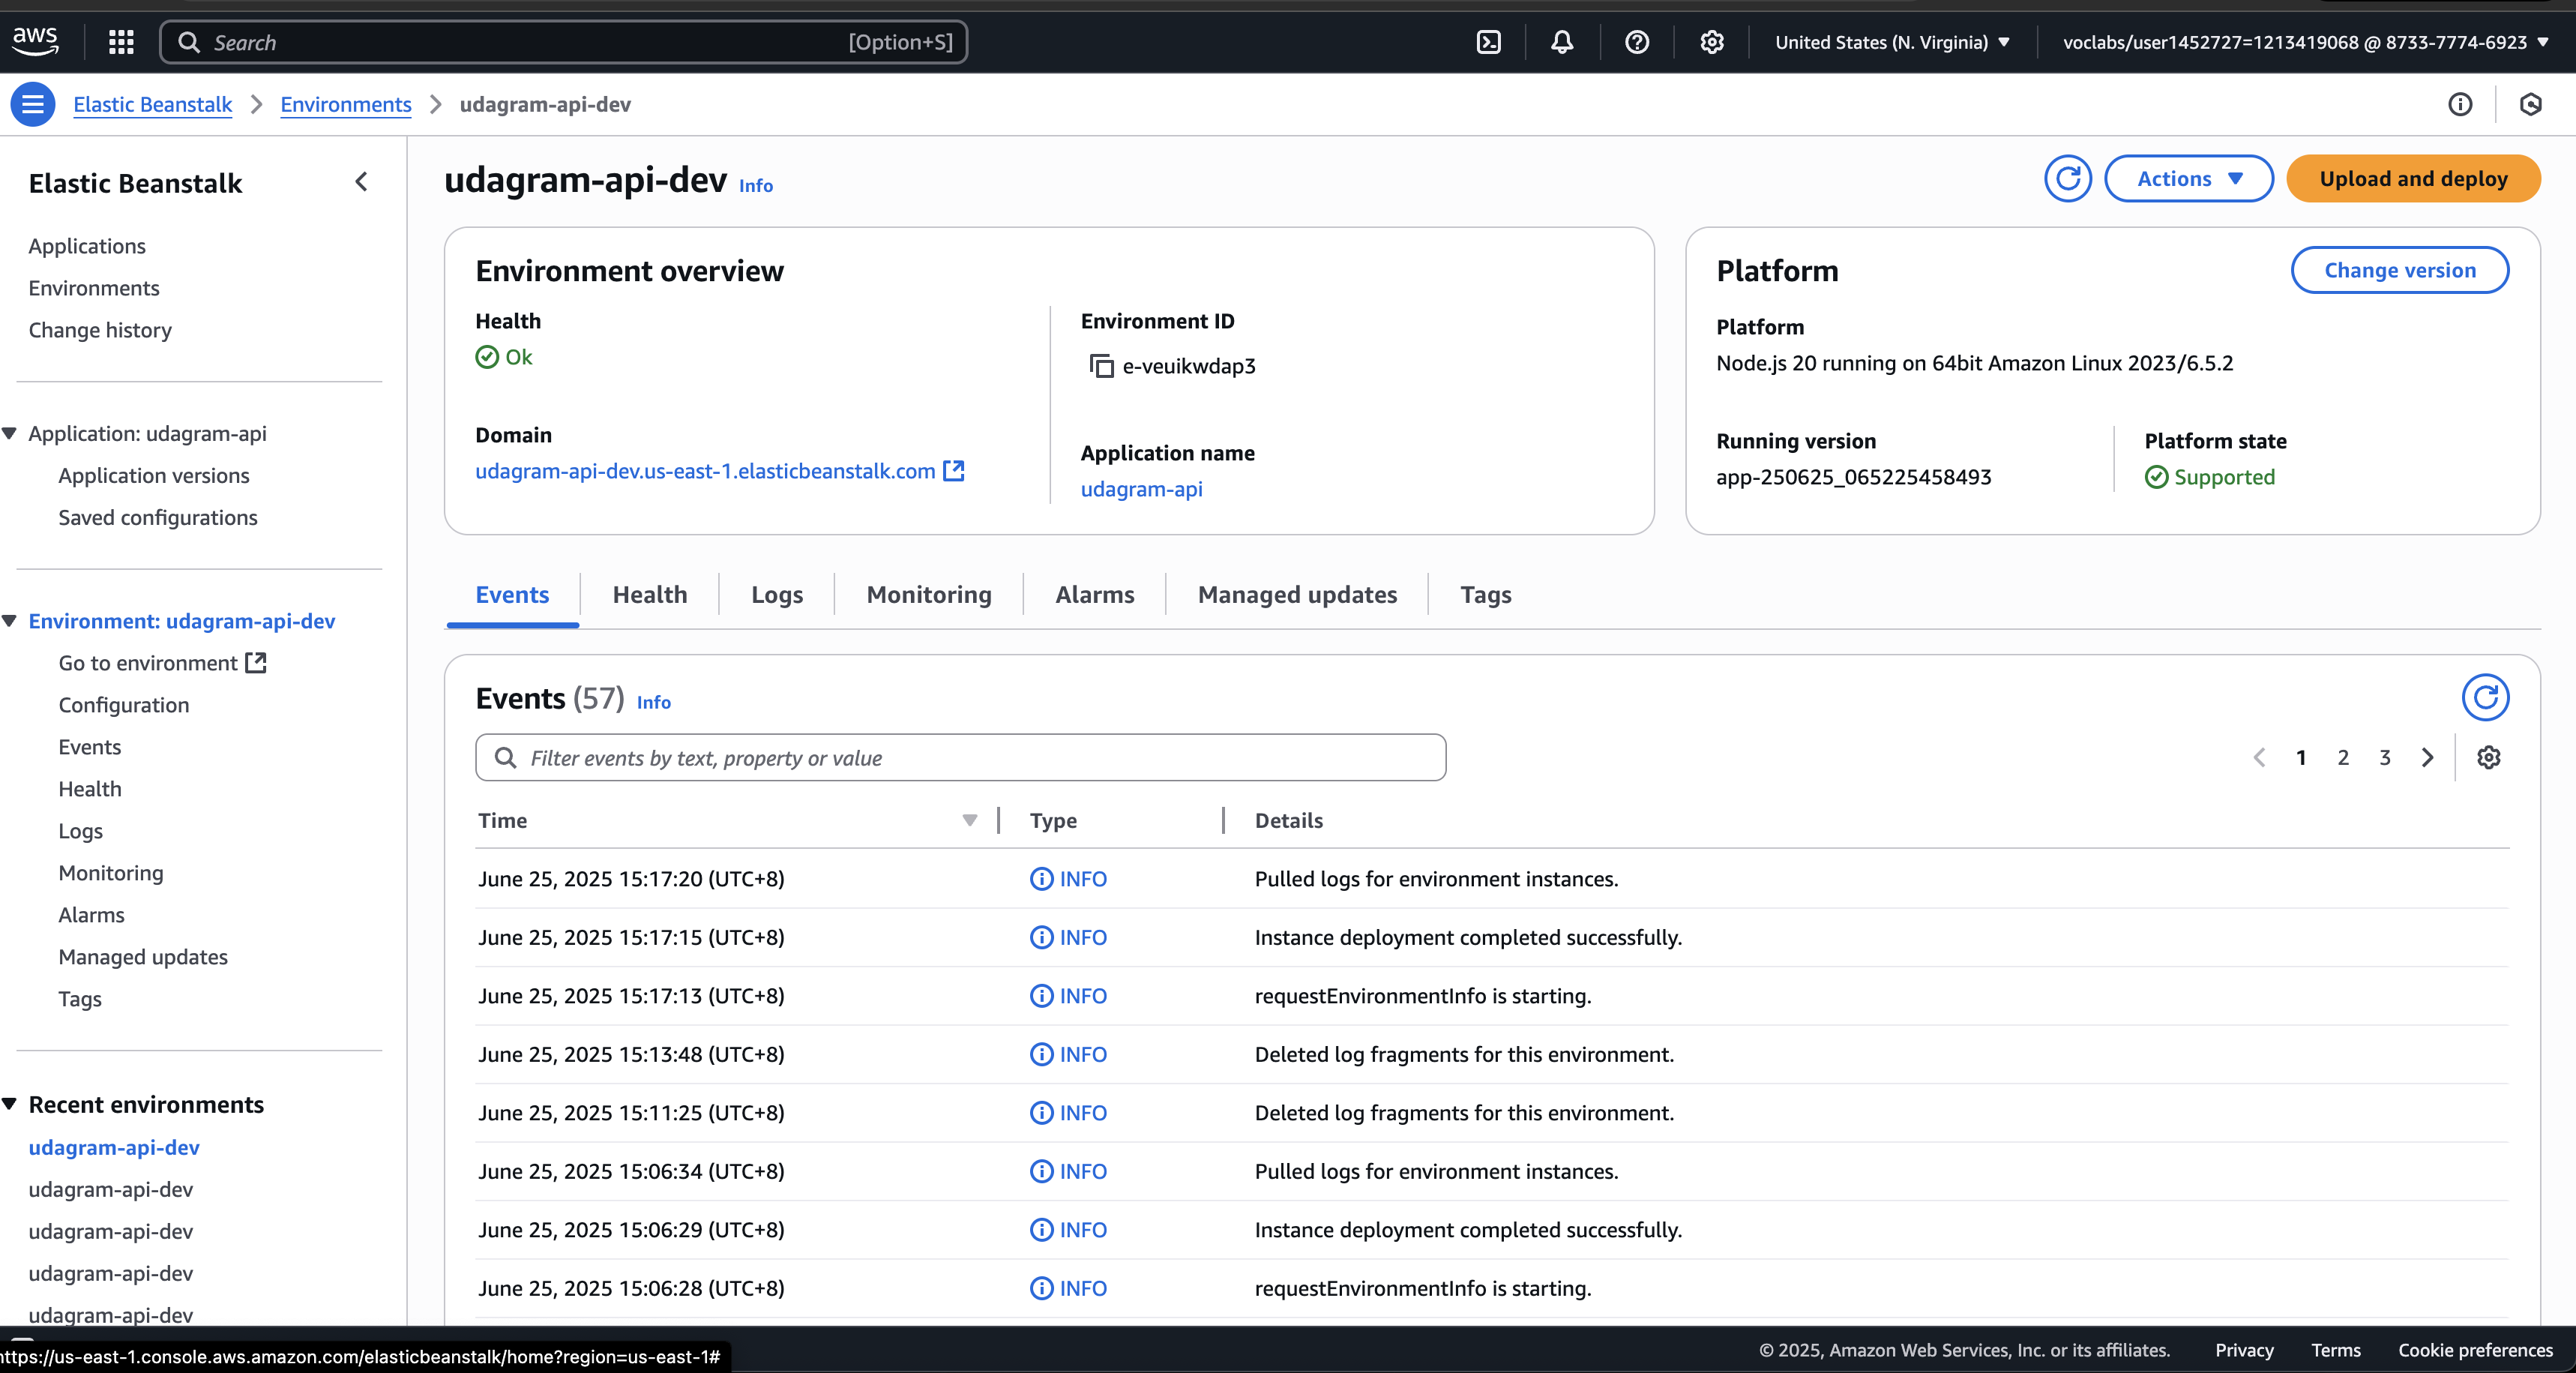 aws
Search [Option+S]
United States (N. Virginia)
voclabs/user1452727=1213419068 @ 8733-7774-6923
Elastic Beanstalk
Environments
udagram-api-dev
Elastic Beanstalk
Applications
Environments
Change history
Application: udagram-api
Application versions
Saved configurations
Environment: udagram-api-dev
Go to environment
Configuration
Events
Health
Logs
Monitoring
Alarms
Managed updates
Tags
Recent environments
udagram-api-dev
udagram-api-dev
udagram-api-dev
udagram-api-dev
udagram-api-dev
udagram-api-dev Info
Actions
Upload and deploy
Environment overview
Health
Ok
Domain
udagram-api-dev.us-east-1.elasticbeanstalk.com
Environment ID
e-veuikwdap3
Application name
udagram-api
Platform
Change version
Platform
Node.js 20 running on 64bit Amazon Linux 2023/6.5.2
Running version
app-250625_065225458493
Platform state
Supported
Events
Health
Logs
Monitoring
Alarms
Managed updates
Tags
Events (57) Info
Filter events by text, property or value
1 2 3
Time Type Details
June 25, 2025 15:17:20 (UTC+8) INFO Pulled logs for environment instances.
June 25, 2025 15:17:15 (UTC+8) INFO Instance deployment completed successfully.
June 25, 2025 15:17:13 (UTC+8) INFO requestEnvironmentInfo is starting.
June 25, 2025 15:13:48 (UTC+8) INFO Deleted log fragments for this environment.
June 25, 2025 15:11:25 (UTC+8) INFO Deleted log fragments for this environment.
June 25, 2025 15:06:34 (UTC+8) INFO Pulled logs for environment instances.
June 25, 2025 15:06:29 (UTC+8) INFO Instance deployment completed successfully.
June 25, 2025 15:06:28 (UTC+8) INFO requestEnvironmentInfo is starting.
https://us-east-1.console.aws.amazon.com/elasticbeanstalk/home?region=us-east-1#
© 2025, Amazon Web Services, Inc. or its affiliates.
Privacy
Terms
Cookie preferences